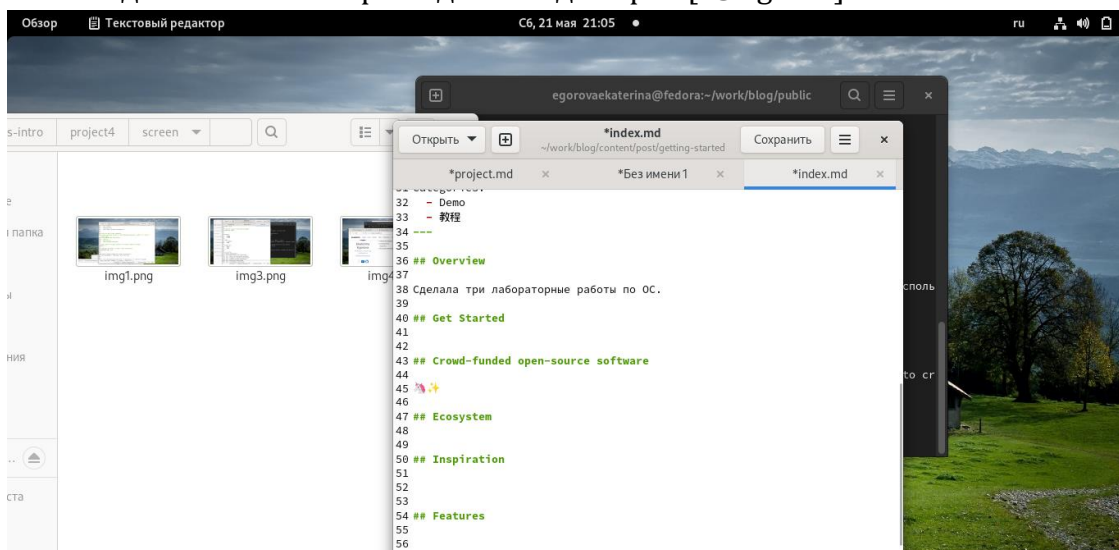 Обзор Текстовый редактор Сб, 21 мая 21:05 ru
egorovaekaterina@fedora:~/work/blog/public
s-intro project4 screen
Открыть *index.md Сохранить
~/work/blog/content/post/getting-started
*project.md *Без имени 1 *index.md
31 categories:
32 - Demo
33 - 教程
34 ---
35
36 ## Overview
37
38 Сделала три лабораторные работы по ОС.
39
40 ## Get Started
41
42
43 ## Crowd-funded open-source software
44
45 🦄✨
46
47 ## Ecosystem
48
49
50 ## Inspiration
51
52
53
54 ## Features
55
56
папка
img1.png img3.png img4
споль
ния
to cr
ста